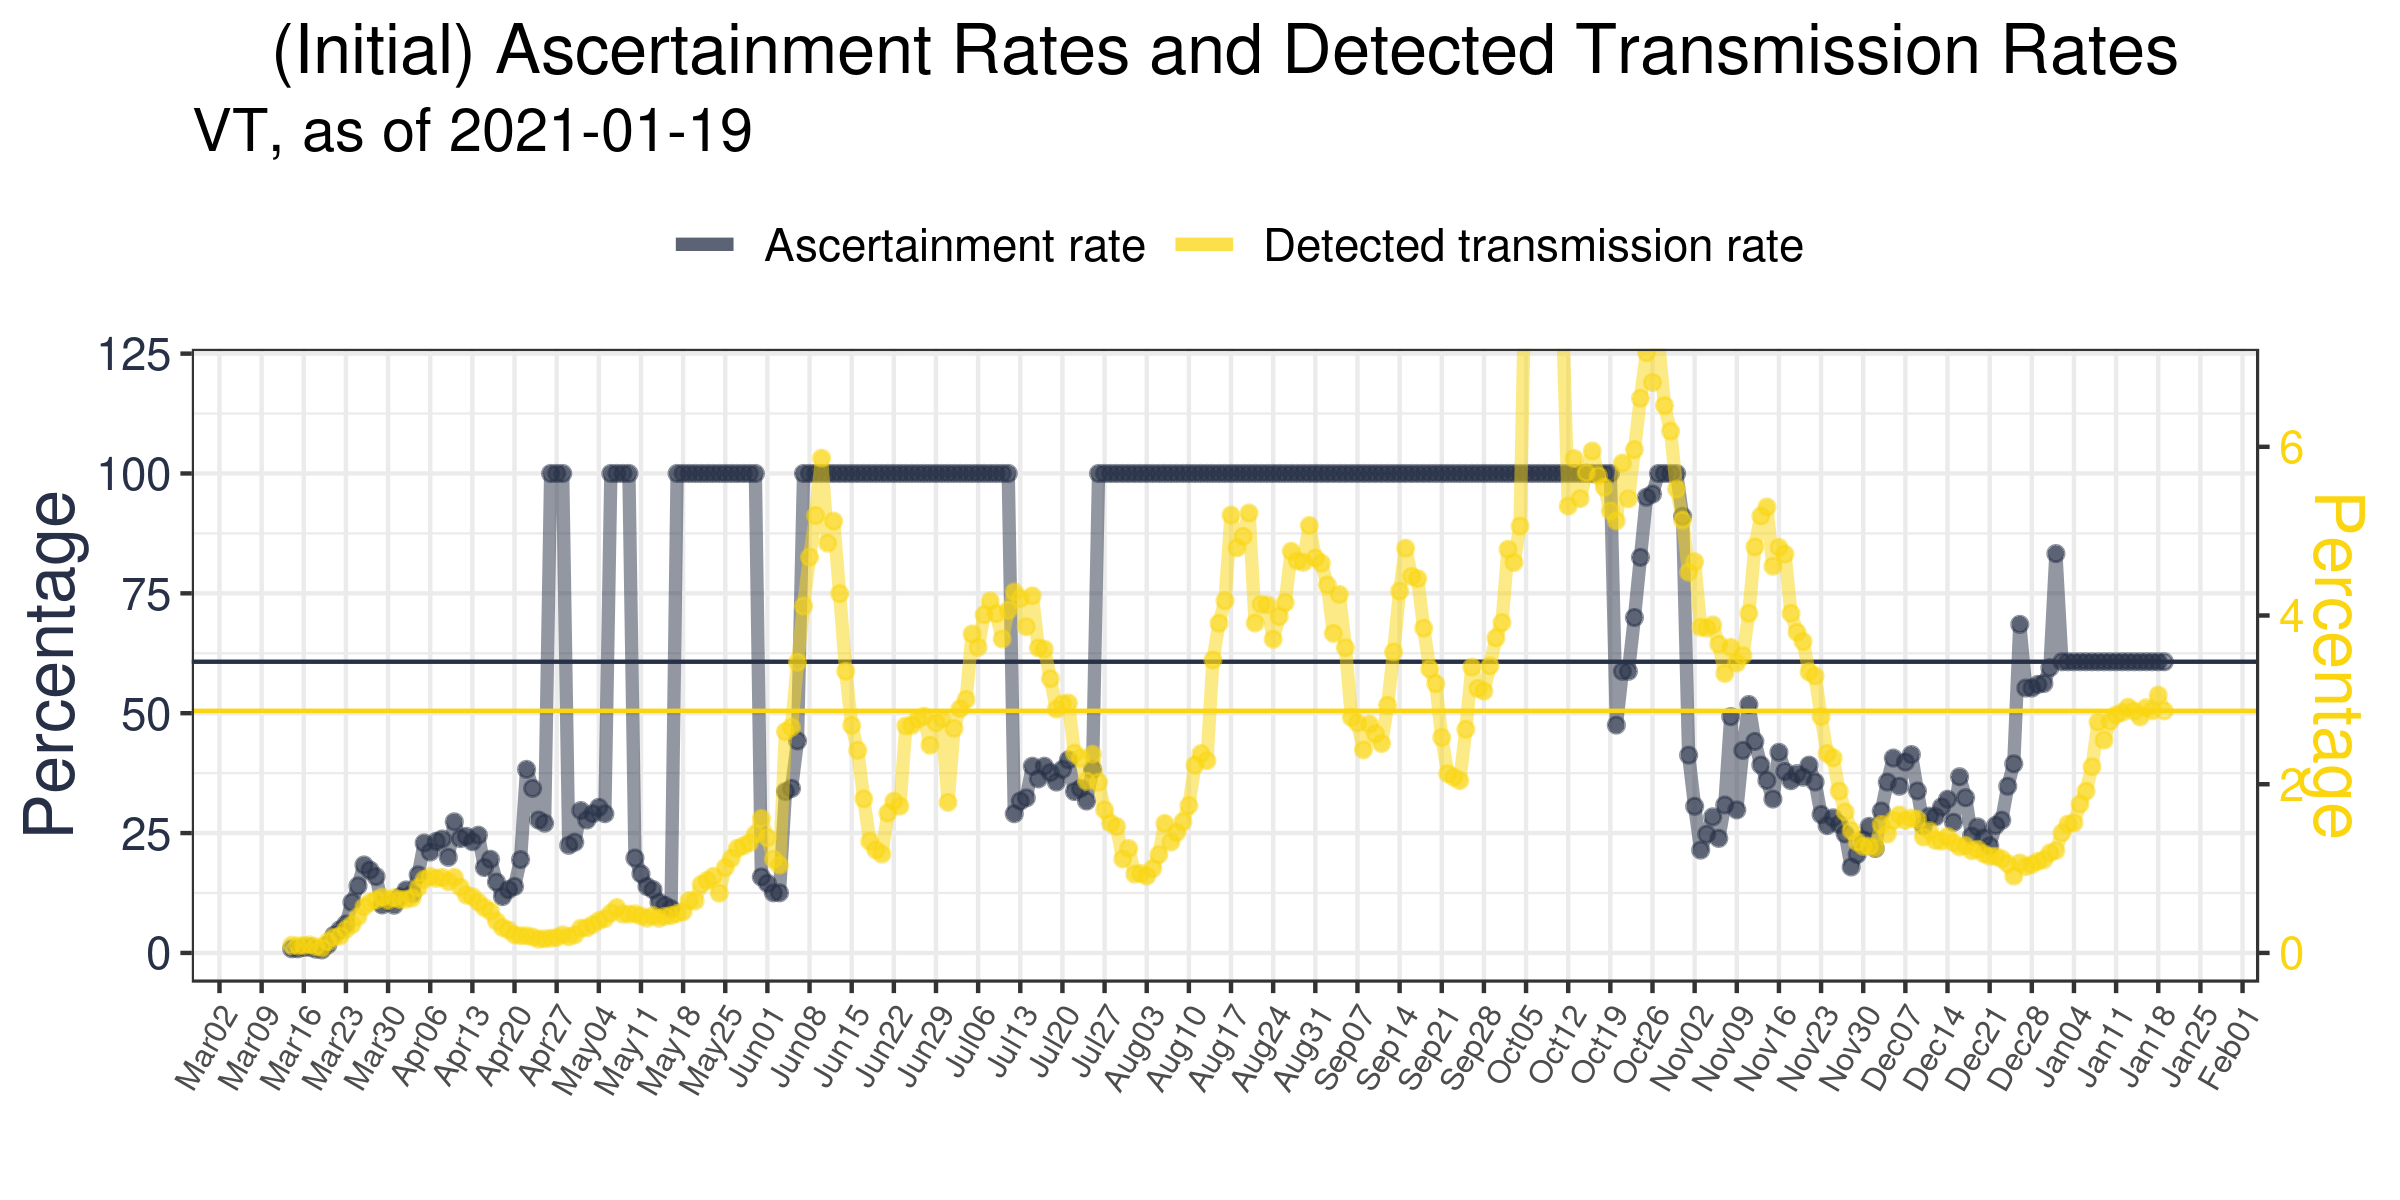 (Initial) Ascertainment Rates and Detected Transmission Rates
VT, as of 2021-01-19
Ascertainment rate
Detected transmission rate
Percentage
125
100
75
50
25
0
6
4
2
0
Percentage
Mar02
Mar09
Mar16
Mar23
Mar30
Apr06
Apr13
Apr20
Apr27
May04
May11
May18
May25
Jun01
Jun08
Jun15
Jun22
Jun29
Jul06
Jul13
Jul20
Jul27
Aug03
Aug10
Aug17
Aug24
Aug31
Sep07
Sep14
Sep21
Sep28
Oct05
Oct12
Oct19
Oct26
Nov02
Nov09
Nov16
Nov23
Nov30
Dec07
Dec14
Dec21
Dec28
Jan04
Jan11
Jan18
Jan25
Feb01